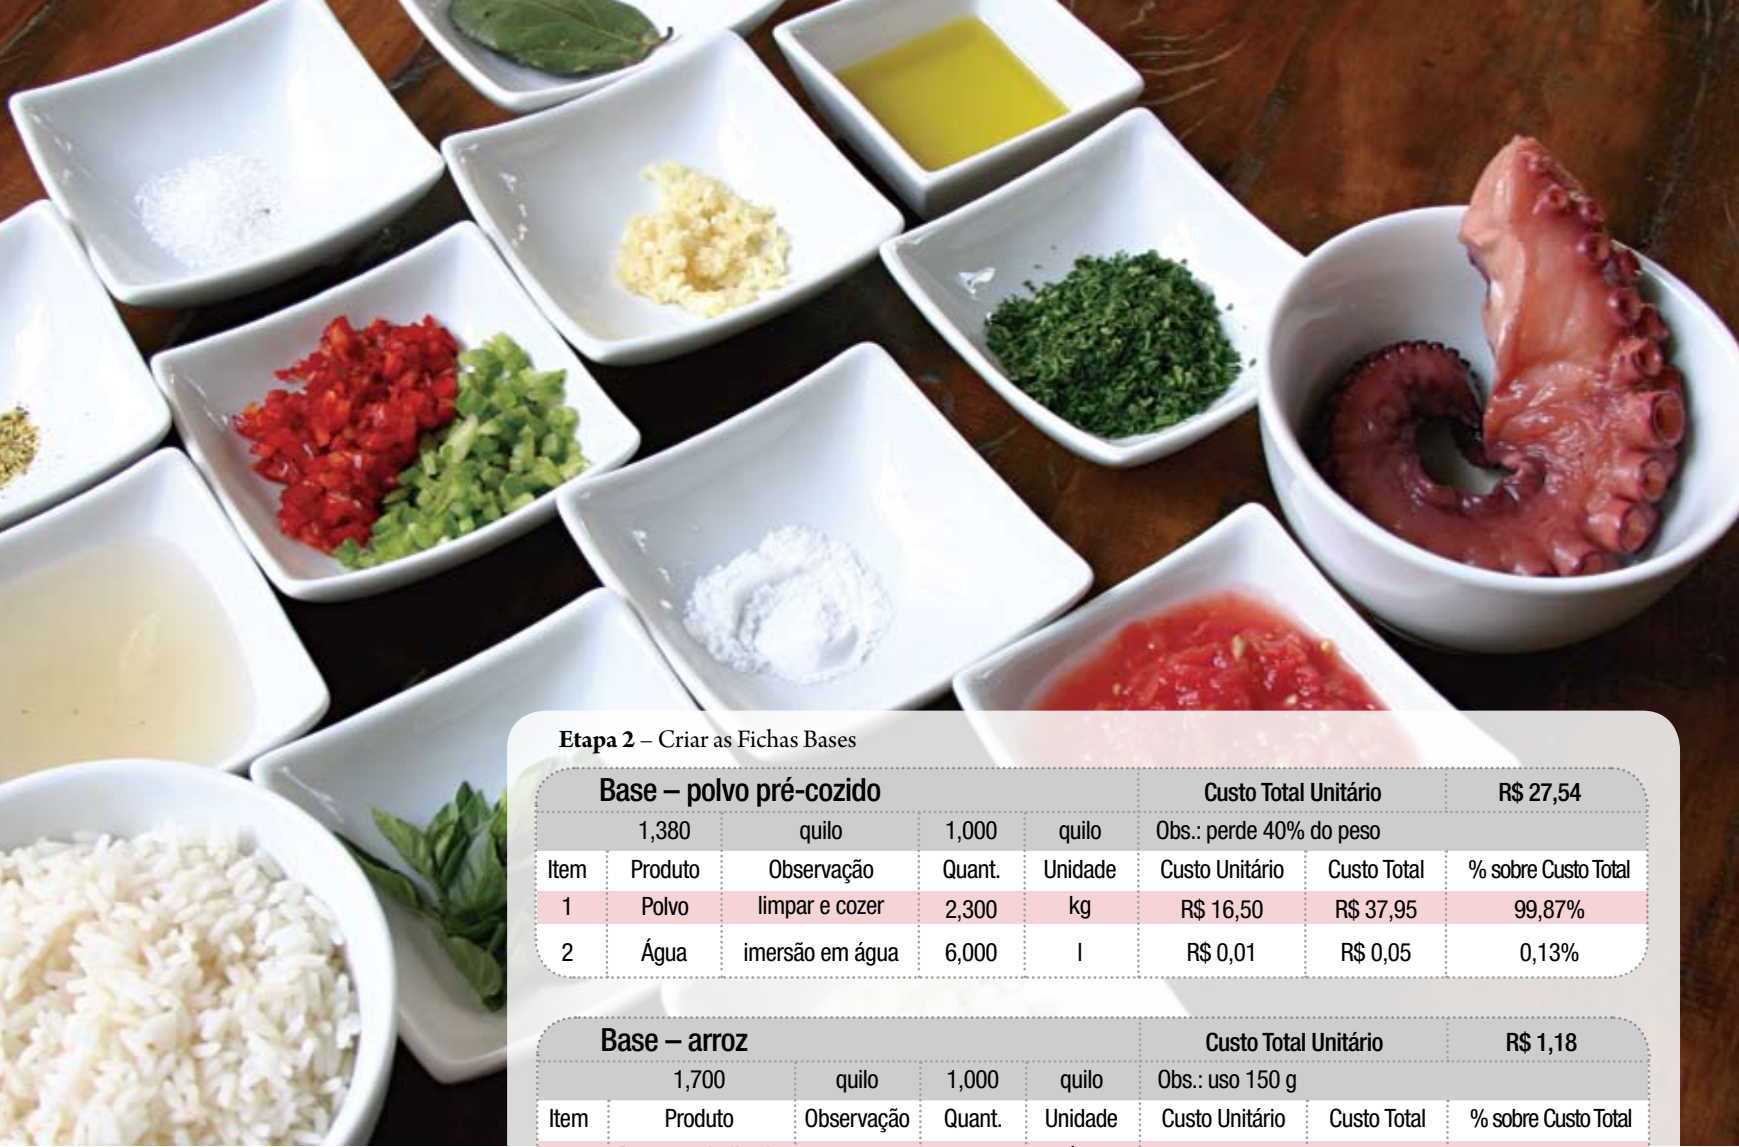 Etapa 2 – Criar as Fichas Bases
Base – polvo pré-cozido Custo Total Unitário R$ 27,54
1,380 quilo 1,000 quilo Obs.: perde 40% do peso
Item Produto Observação Quant. Unidade Custo Unitário Custo Total % sobre Custo Total
1 Polvo limpar e cozer 2,300 kg R$ 16,50 R$ 37,95 99,87%
2 Água imersão em água 6,000 l R$ 0,01 R$ 0,05 0,13%
Base – arroz Custo Total Unitário R$ 1,18
1,700 quilo 1,000 quilo Obs.: uso 150 g
Item Produto Observação Quant. Unidade Custo Unitário Custo Total % sobre Custo Total